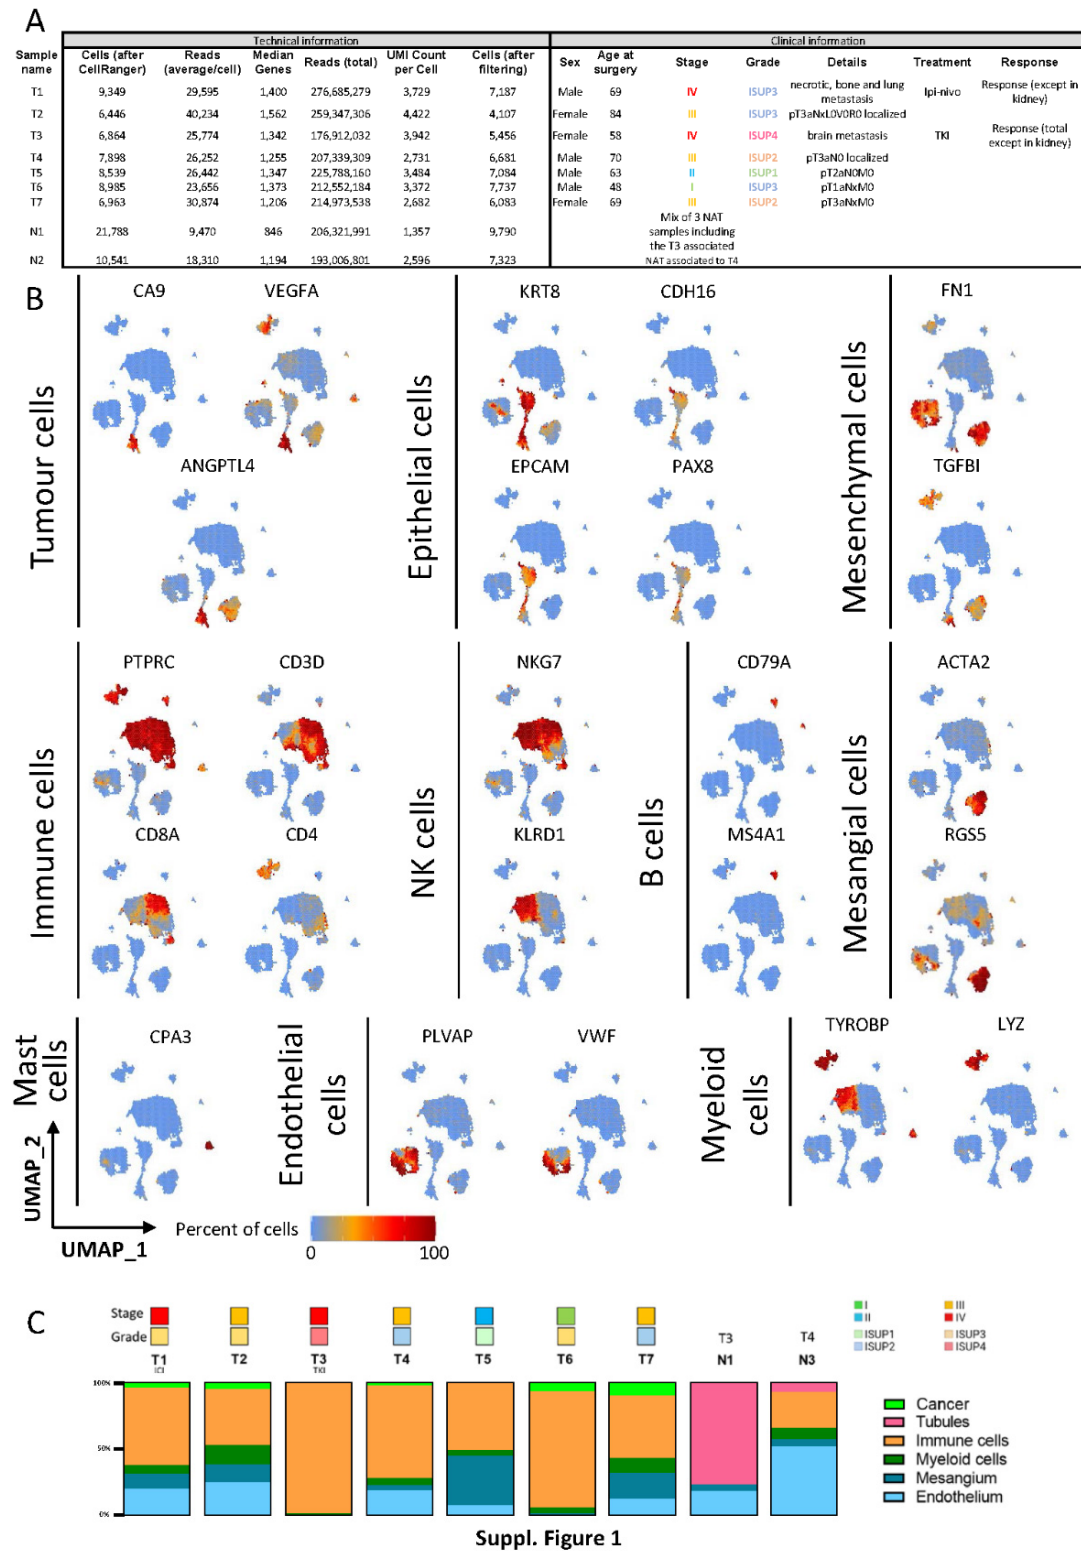 A
Technical information Clinical information
Sample name Cells (after CellRanger) Reads (average/cell) Median Genes Reads (total) UMI Count per Cell Cells (after filtering) Sex Age at surgery Stage Grade Details Treatment Response
T1 9,349 29,595 1,400 276,685,279 3,729 7,187 Male 69 IV ISUP3 necrotic, bone and lung metastasis Ipi-nivo Response (except in kidney)
T2 6,446 40,234 1,562 259,347,306 4,422 4,107 Female 84 III ISUP3 pT3aNxL0V0R0 localized
T3 6,864 25,774 1,342 176,912,032 3,942 5,456 Female 58 IV ISUP4 brain metastasis TKI Response (total except in kidney)
T4 7,898 26,252 1,255 207,339,309 2,731 6,681 Male 70 III ISUP2 pT3aN0 localized
T5 8,539 26,442 1,347 225,788,160 3,484 7,084 Male 63 II ISUP1 pT2aN0M0
T6 8,985 23,656 1,373 212,552,184 3,372 7,737 Male 48 I ISUP3 pT1aNxM0
T7 6,963 30,874 1,206 214,973,538 2,682 6,083 Female 69 III ISUP2 pT3aNxM0
N1 21,788 9,470 846 206,321,991 1,357 9,790 Mix of 3 NAT samples including the T3 associated
N2 10,541 18,310 1,194 193,006,801 2,596 7,323 NAT associated to T4
B
Tumour cells
CA9 VEGFA
ANGPTL4
Epithelial cells
KRT8 CDH16
EPCAM PAX8
Mesenchymal cells
FN1
TGFBI
Immune cells
PTPRC CD3D
CD8A CD4
NK cells
NKG7
KLRD1
B cells
CD79A
MS4A1
Mesangial cells
ACTA2
RGS5
Mast cells
CPA3
Endothelial cells
PLVAP VWF
Myeloid cells
TYROBP LYZ
UMAP_2
UMAP_1
Percent of cells
0 100
C
Stage
Grade
T1 T2 T3 T4 T5 T6 T7
ICI TKI
T3 T4
N1 N3
I III
II IV
ISUP1 ISUP3
ISUP2 ISUP4
100%
50%
0%
Cancer
Tubules
Immune cells
Myeloid cells
Mesangium
Endothelium
Suppl. Figure 1